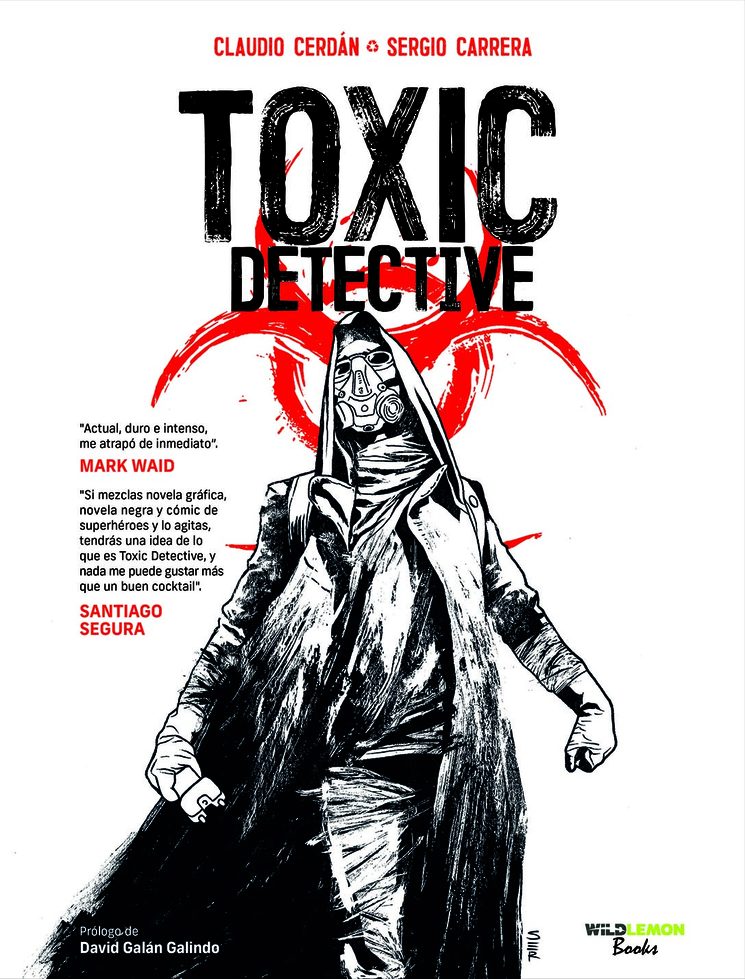 CLAUDIO CERDÁN SERGIO CARRERA
TOXIC
DETECTIVE
"Actual, duro e intenso,
me atrapó de inmediato".
MARK WAID
"Si mezclas novela gráfica,
novela negra y cómic de
superhéroes y lo agitas,
tendrás una idea de lo
que es Toxic Detective, y
nada me puede gustar más
que un buen cocktail".
SANTIAGO
SEGURA
Prólogo de
David Galán Galindo
WILDLEMON
Books